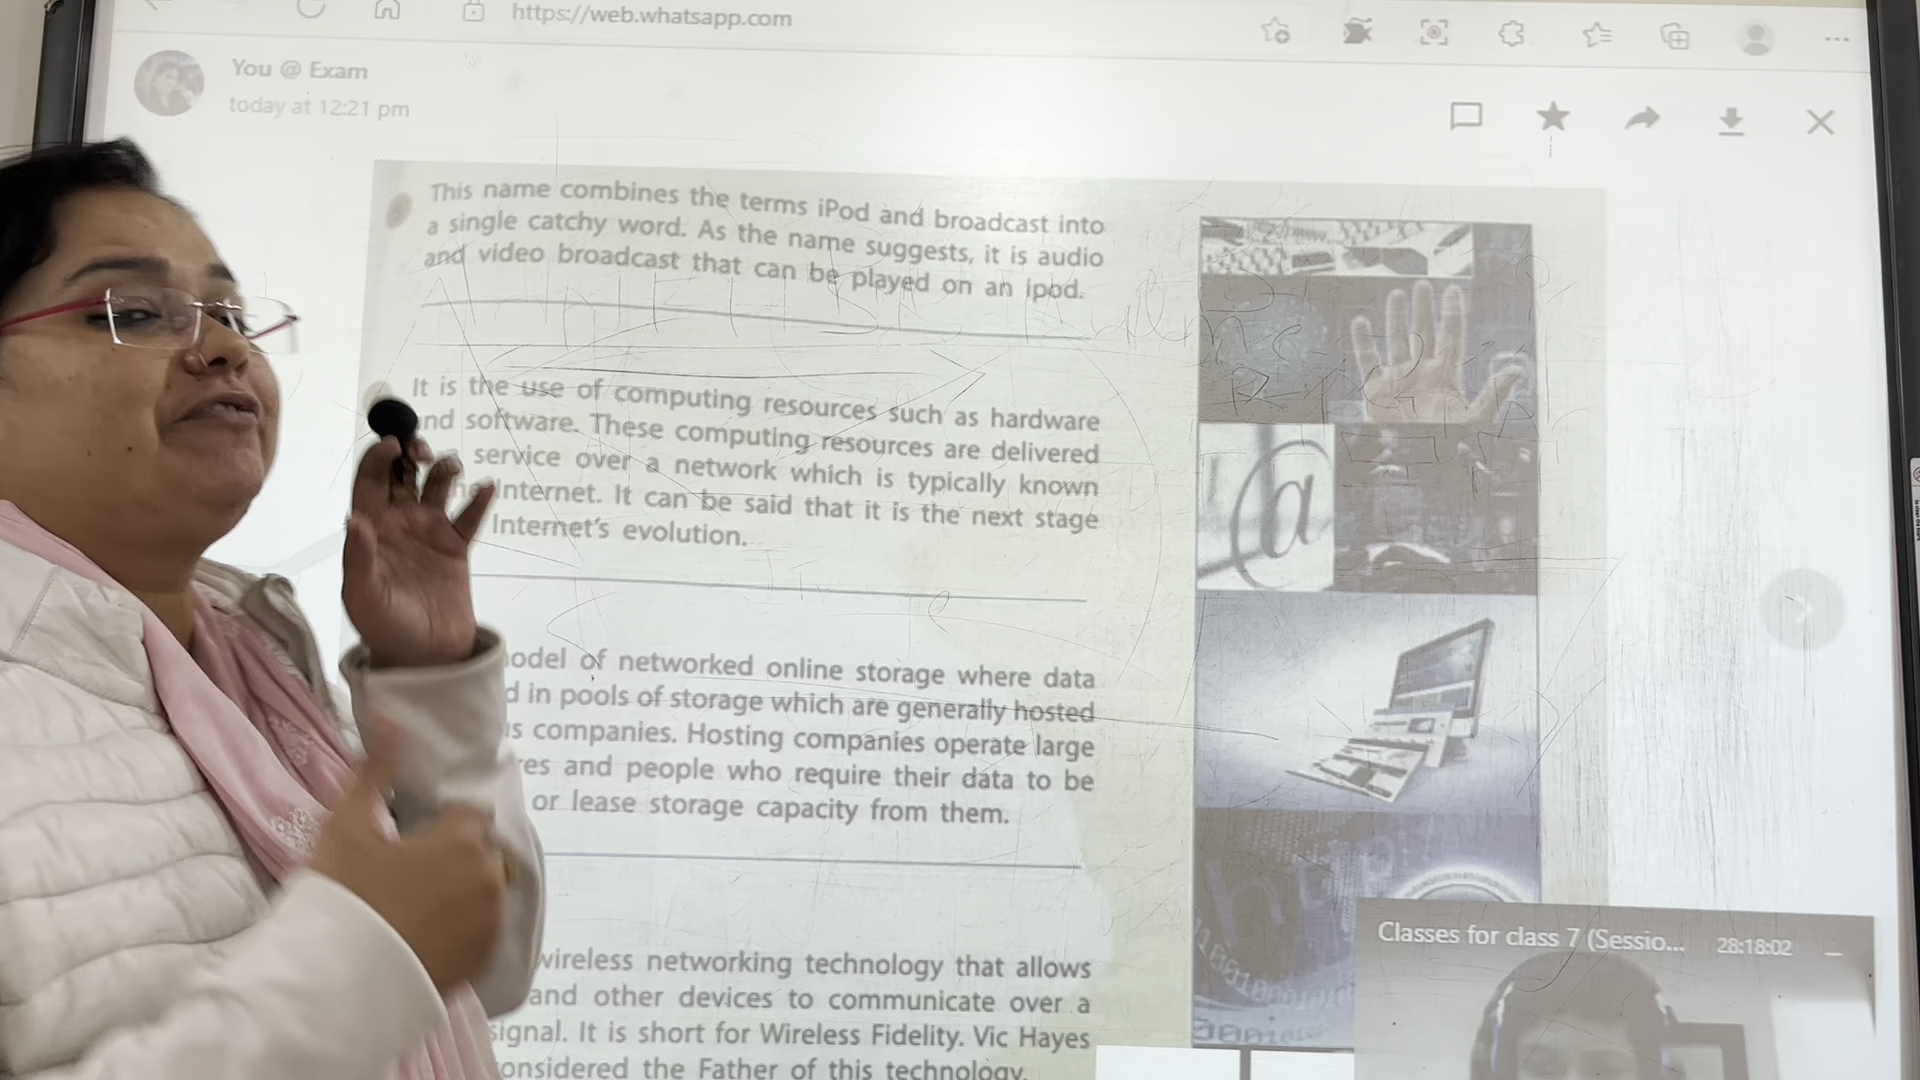 https://web.whatsapp.com
You @ Exam
today at 12:21 pm
This name combines the terms iPod and broadcast into
a single catchy word. As the name suggests, it is audio
and video broadcast that can be played on an ipod.
It is the use of computing resources such as hardware
and software. These computing resources are delivered
service over a network which is typically known
Internet. It can be said that it is the next stage
Internet's evolution.
of networked online storage where data
in pools of storage which are generally hosted
companies. Hosting companies operate large
and people who require their data to be
or lease storage capacity from them.
wireless networking technology that allows
and other devices to communicate over a
signal. It is short for Wireless Fidelity. Vic Hayes
considered the Father of this technology.
@
http:
Classes for class 7 (Sessio... 28:18:02